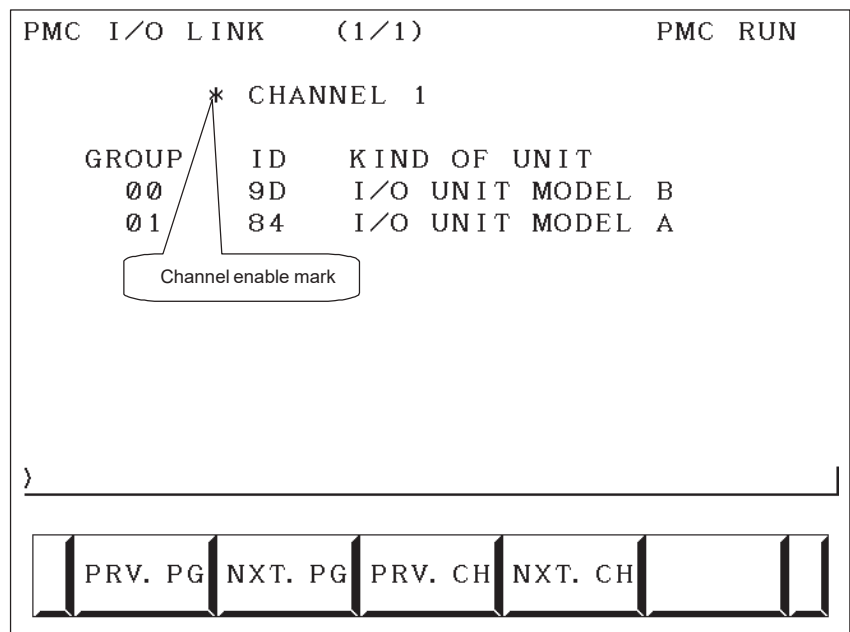 PMC I/O LINK (1/1) PMC RUN
* CHANNEL 1
GROUP ID KIND OF UNIT
00 9D I/O UNIT MODEL B
01 84 I/O UNIT MODEL A
Channel enable mark
>
PRV. PG NXT. PG PRV. CH NXT. CH